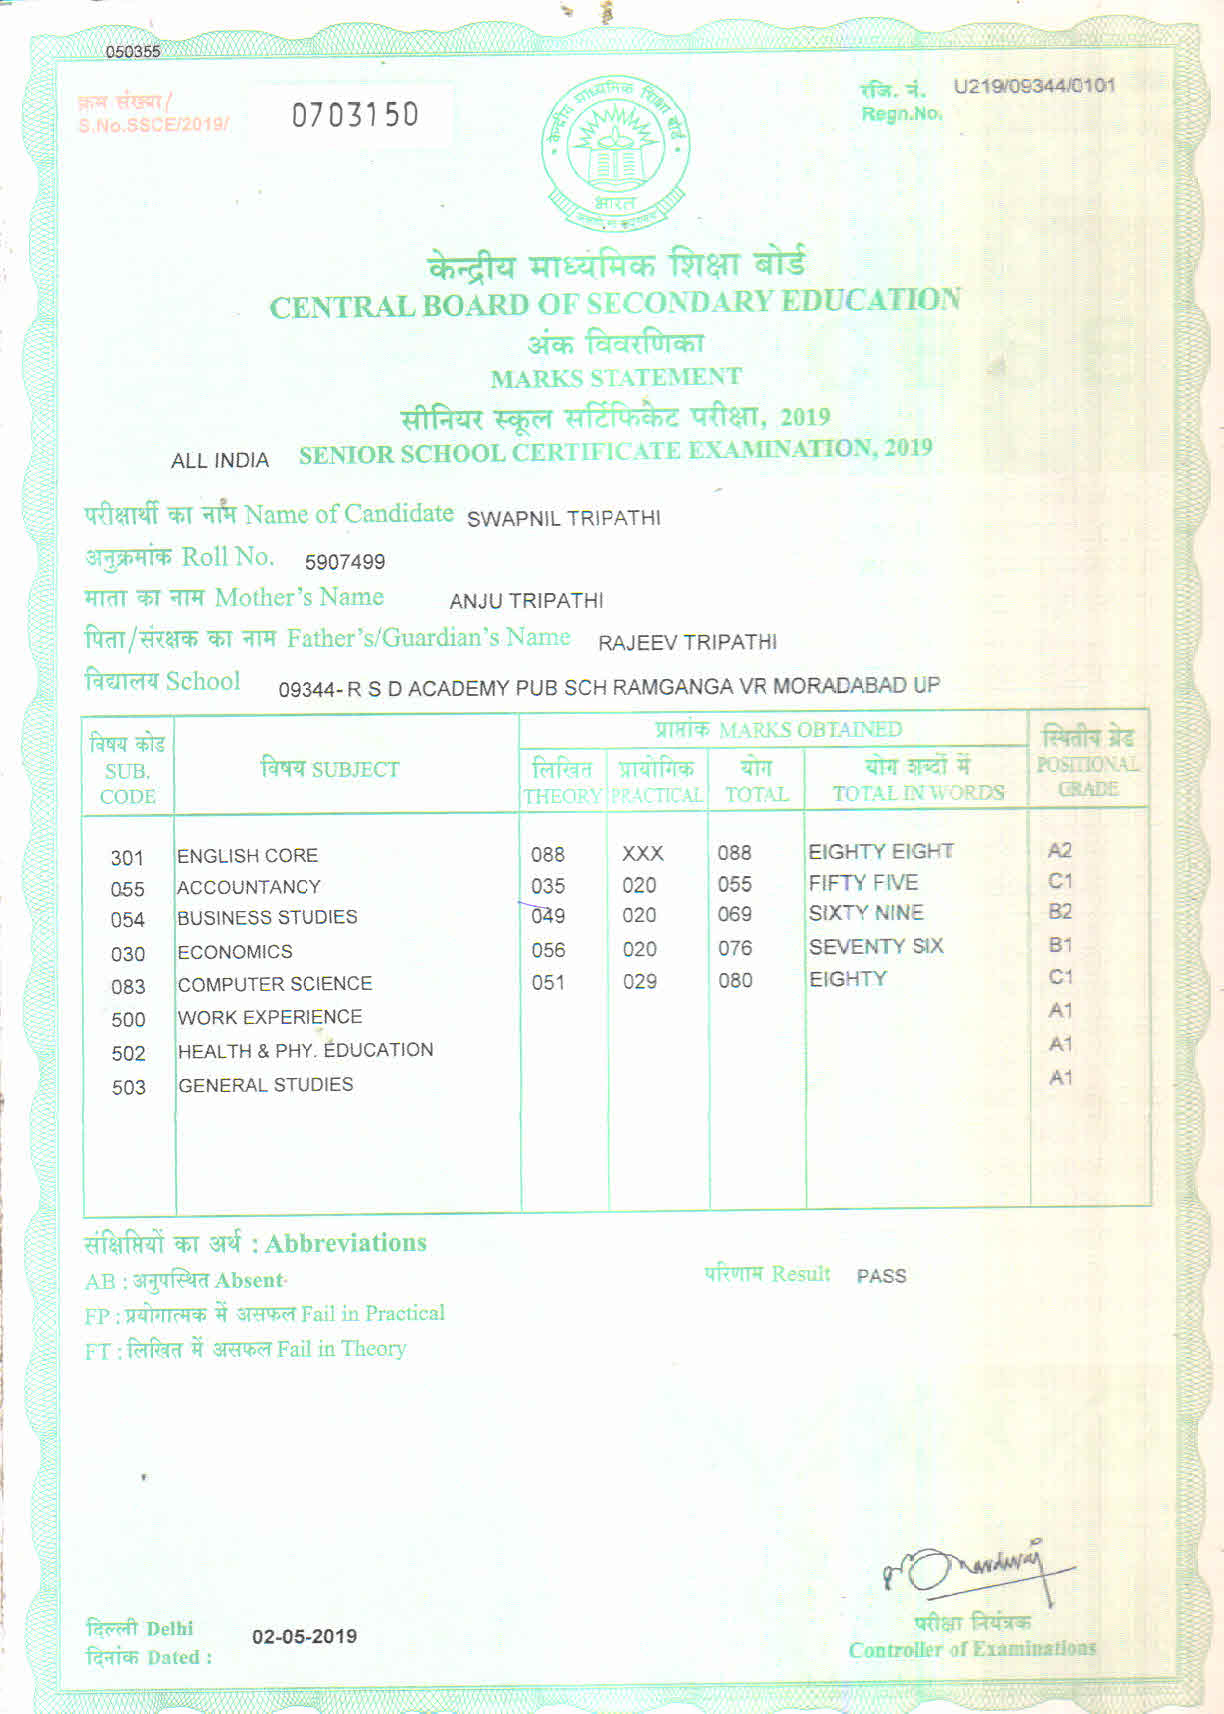 050355
क्रम संख्या/
S.No.SSCE/2019/ 0703150
रजि. नं. U219/09344/0101
Regn.No.
केन्द्रीय माध्यमिक शिक्षा बोर्ड
भारत
केन्द्रीय माध्यमिक शिक्षा बोर्ड
CENTRAL BOARD OF SECONDARY EDUCATION
अंक विवरणिका
MARKS STATEMENT
सीनियर स्कूल सर्टिफिकेट परीक्षा, 2019
ALL INDIA SENIOR SCHOOL CERTIFICATE EXAMINATION, 2019
परीक्षार्थी का नाम Name of Candidate SWAPNIL TRIPATHI
अनुक्रमांक Roll No. 5907499
माता का नाम Mother's Name ANJU TRIPATHI
पिता/संरक्षक का नाम Father's/Guardian's Name RAJEEV TRIPATHI
विद्यालय School 09344- R S D ACADEMY PUB SCH RAMGANGA VR MORADABAD UP
विषय कोड SUB. CODE विषय SUBJECT प्राप्तांक MARKS OBTAINED स्थितीय ग्रेड POSITIONAL GRADE
लिखित THEORY प्रायोगिक PRACTICAL योग TOTAL योग शब्दों में TOTAL IN WORDS
301 ENGLISH CORE 088 XXX 088 EIGHTY EIGHT A2
055 ACCOUNTANCY 035 020 055 FIFTY FIVE C1
054 BUSINESS STUDIES 049 020 069 SIXTY NINE B2
030 ECONOMICS 056 020 076 SEVENTY SIX B1
083 COMPUTER SCIENCE 051 029 080 EIGHTY C1
500 WORK EXPERIENCE A1
502 HEALTH & PHY. EDUCATION A1
503 GENERAL STUDIES A1
संक्षिप्तियों का अर्थ : Abbreviations
AB : अनुपस्थित Absent
परिणाम Result PASS
FP : प्रयोगात्मक में असफल Fail in Practical
FT : लिखित में असफल Fail in Theory
दिल्ली Delhi
दिनांक Dated : 02-05-2019
परीक्षा नियंत्रक
Controller of Examinations